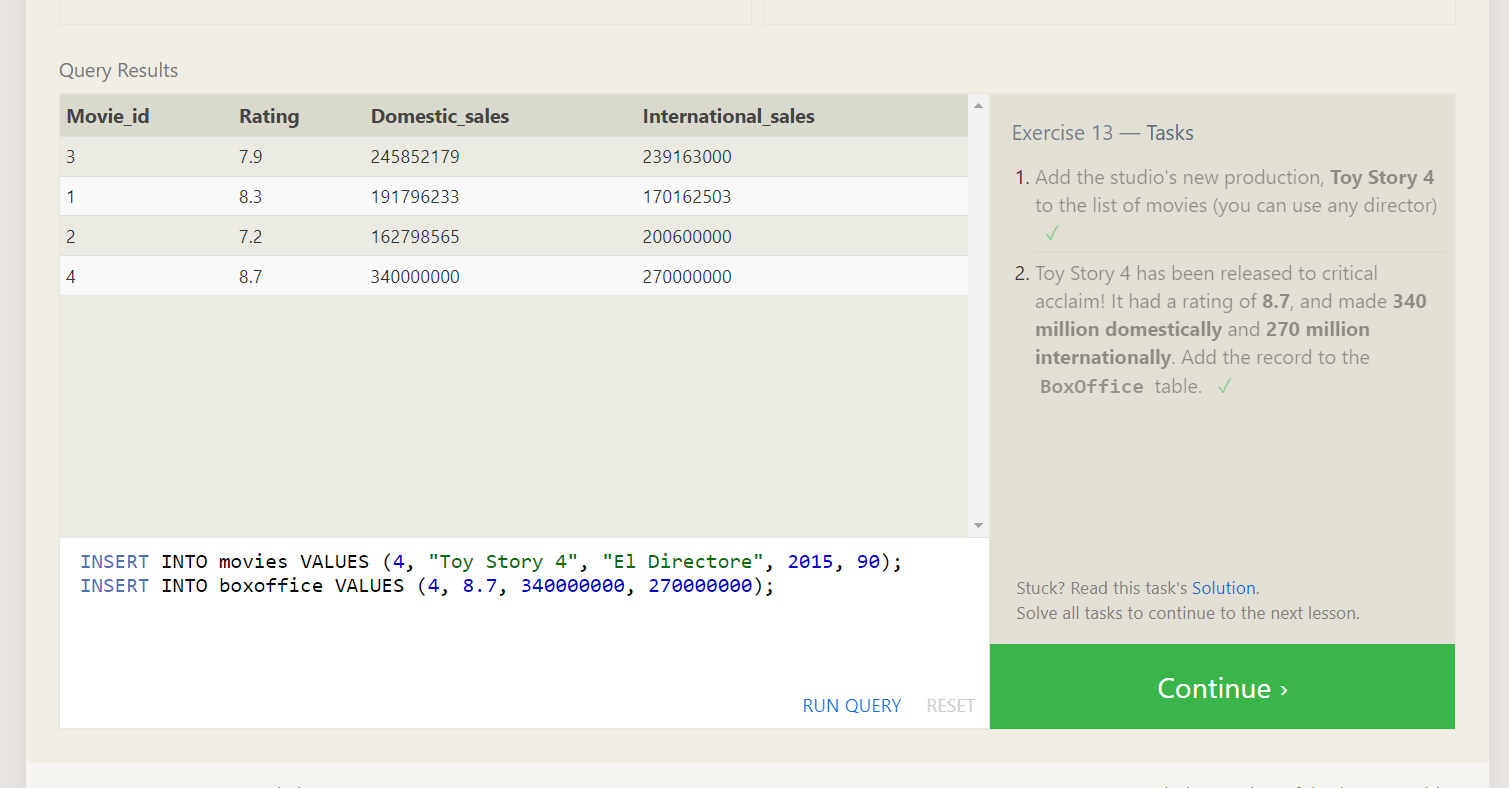 Query Results
Movie_id Rating Domestic_sales International_sales
3 7.9 245852179 239163000
1 8.3 191796233 170162503
2 7.2 162798565 200600000
4 8.7 340000000 270000000
INSERT INTO movies VALUES (4, "Toy Story 4", "El Directore", 2015, 90);
INSERT INTO boxoffice VALUES (4, 8.7, 340000000, 270000000);
RUN QUERY RESET
Exercise 13 — Tasks
1. Add the studio's new production, Toy Story 4
to the list of movies (you can use any director)
✓
2. Toy Story 4 has been released to critical
acclaim! It had a rating of 8.7, and made 340
million domestically and 270 million
internationally. Add the record to the
BoxOffice table. ✓
Stuck? Read this task's Solution.
Solve all tasks to continue to the next lesson.
Continue ›